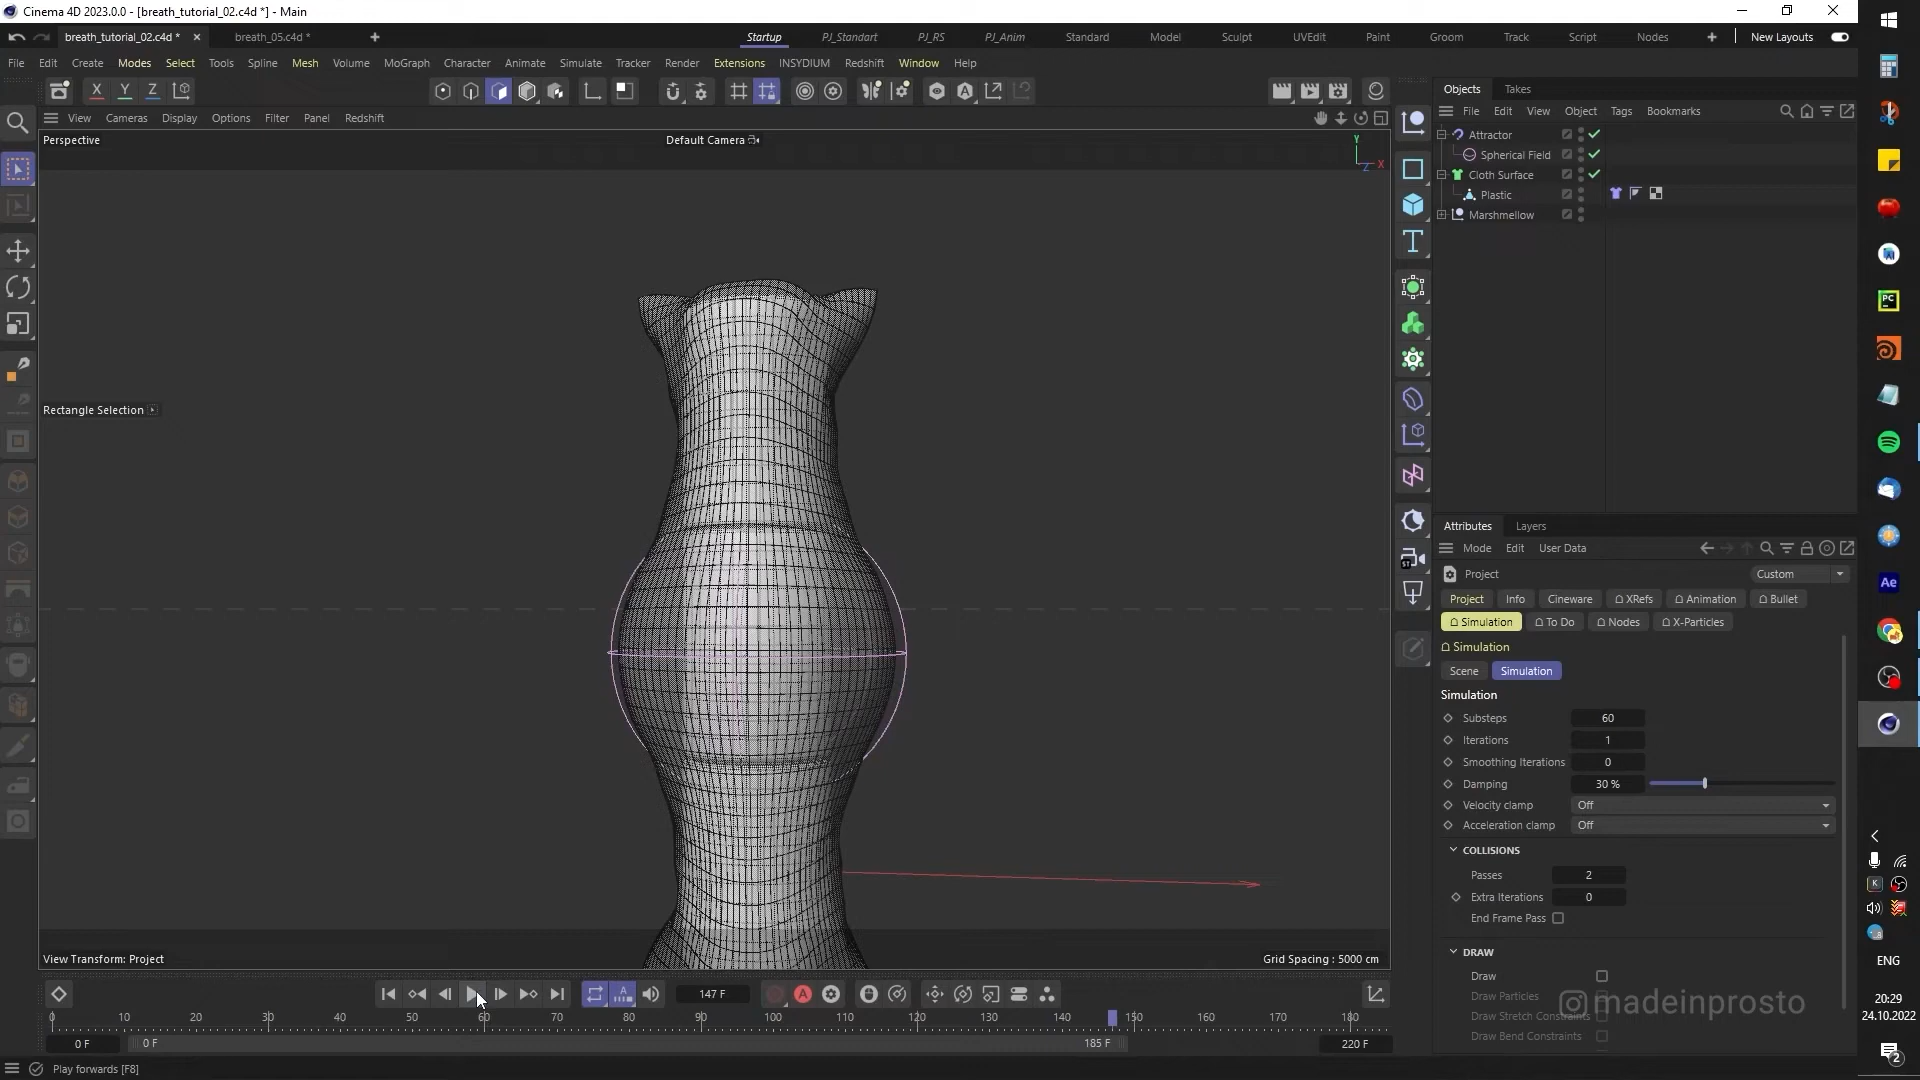 Cinema 4D 2023.0.0 - [breath_tutorial_02.c4d *] - Main
breath_tutorial_02.c4d *
breath_05.c4d *
Startup PJ_Standart PJ_RS PJ_Anim Standard Model Sculpt UVEdit Paint Groom Track Script Nodes New Layouts
File Edit Create Modes Select Tools Spline Mesh Volume MoGraph Character Animate Simulate Tracker Render Extensions INSYDIUM Redshift Window Help
X Y Z
View Cameras Display Options Filter Panel Redshift
Perspective
Default Camera
Y
X
Z
Rectangle Selection
View Transform: Project
Grid Spacing : 5000 cm
Objects Takes
File Edit View Object Tags Bookmarks
Attractor
Spherical Field
Cloth Surface
Plastic
Marshmellow
Attributes Layers
Mode Edit User Data
Project
Custom
Project Info Cineware XRefs Animation Bullet
Simulation To Do Nodes X-Particles
Simulation
Scene Simulation
Simulation
Substeps 60
Iterations 1
Smoothing Iterations 0
Damping 30 %
Velocity clamp Off
Acceleration clamp Off
COLLISIONS
Passes 2
Extra Iterations 0
End Frame Pass
DRAW
Draw
Draw Particles
Draw Stretch Constraints
Draw Bend Constraints
madeinprosto
147 F
0 10 20 30 40 50 60 70 80 90 100 110 120 130 140 150 160 170 180
0 F
0 F
185 F
220 F
Play forwards [F8]
PC
Ae
ST
K
ENG
20:29
24.10.2022
2